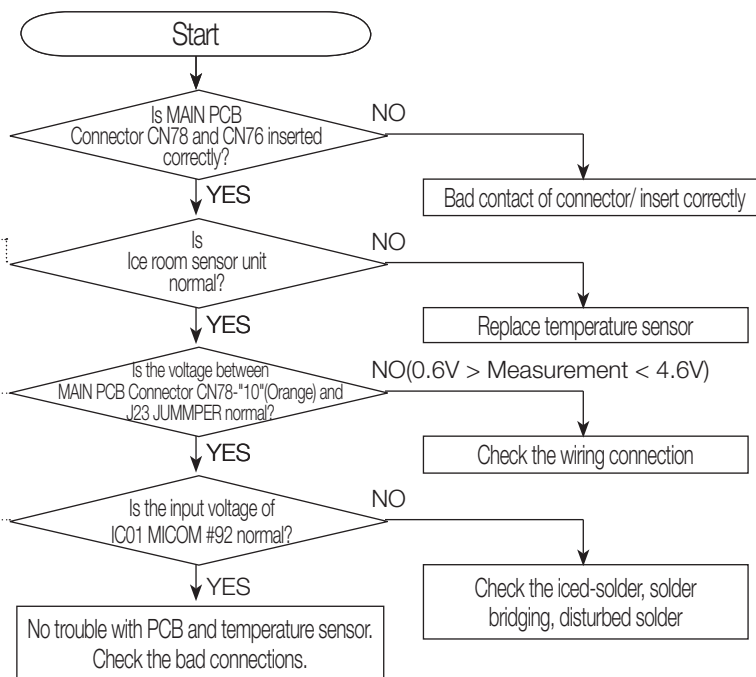 Start
Is MAIN PCB
Connector CN78 and CN76 inserted
correctly?
NO
Bad contact of connector/ insert correctly
YES
Is
Ice room sensor unit
normal?
NO
Replace temperature sensor
YES
Is the voltage between
MAIN PCB Connector CN78-"10"(Orange) and
J23 JUMMPER normal?
NO(0.6V > Measurement < 4.6V)
Check the wiring connection
YES
Is the input voltage of
IC01 MICOM #92 normal?
NO
Check the iced-solder, solder
bridging, disturbed solder
YES
No trouble with PCB and temperature sensor.
Check the bad connections.